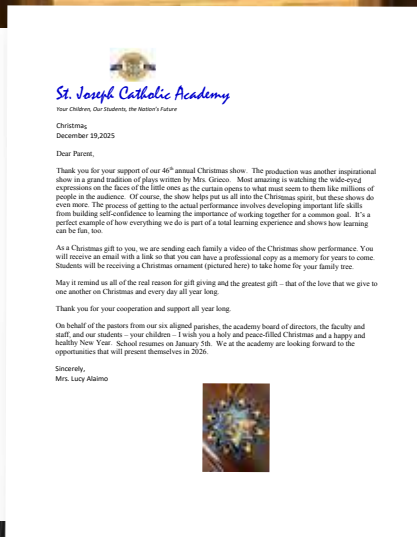 St. Joseph Catholic Academy
Your Children, Our Students, the Nation's Future
Christmas
December 19,2025
Dear Parent,
Thank you for your support of our 46th annual Christmas show. The production was another inspirational
show in a grand tradition of plays written by Mrs. Grieco. Most amazing is watching the wide-eyed
expressions on the faces of the little ones as the curtain opens to what must seem to them like millions of
people in the audience. Of course, the show helps put us all into the Christmas spirit, but these shows do
even more. The process of getting to the actual performance involves developing important life skills
from building self-confidence to learning the importance of working together for a common goal. It's a
perfect example of how everything we do is part of a total learning experience and shows how learning
can be fun, too.
As a Christmas gift to you, we are sending each family a video of the Christmas show performance. You
will receive an email with a link so that you can have a professional copy as a memory for years to come.
Students will be receiving a Christmas ornament (pictured here) to take home for your family tree.
May it remind us all of the real reason for gift giving and the greatest gift – that of the love that we give to
one another on Christmas and every day all year long.
Thank you for your cooperation and support all year long.
On behalf of the pastors from our six aligned parishes, the academy board of directors, the faculty and
staff, and our students – your children – I wish you a holy and peace-filled Christmas and a happy and
healthy New Year. School resumes on January 5th. We at the academy are looking forward to the
opportunities that will present themselves in 2026.
Sincerely,
Mrs. Lucy Alaimo